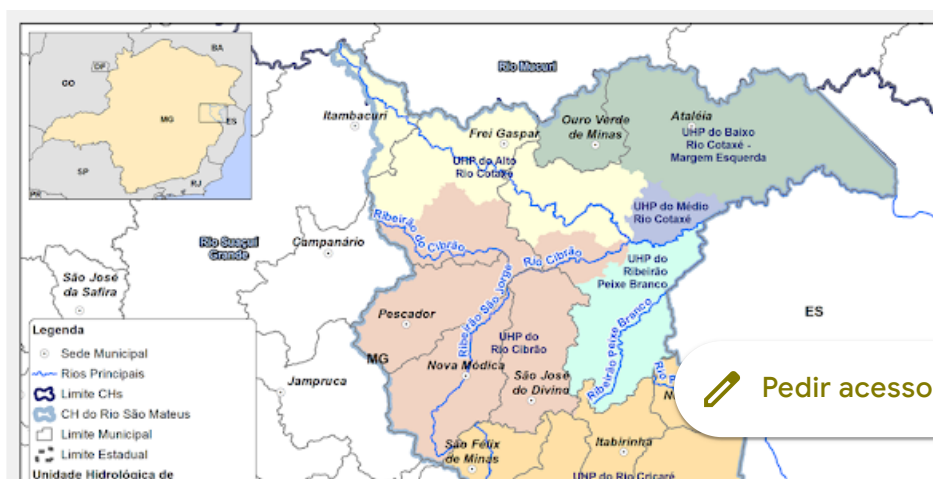 BA
GO
DF
MG
ES
SP
RJ
PR
Rio Mucuri
Itambacuri
Frei Gaspar
Ouro Verde
de Minas
Ataléia
UHP do Baixo
Rio Cotaxé -
Margem Esquerda
UHP do Alto
Rio Cotaxé
UHP do Médio
Rio Cotaxé
Ribeirão do Cibrão
Rio Suaçuí
Grande
Campanário
Rio Cibrão
UHP do
Ribeirão
Peixe Branco
São José
da Safira
Ribeirão São Jorge
Pescador
Ribeirão Peixe Branco
ES
UHP do
Rio Cibrão
MG
Nova Módica
São José
do Divino
Jampruca
Rio
N
Pedir acesso
São Félix
de Minas
Itabirinha
UHP do Rio Cricaré
Legenda
Sede Municipal
Rios Principais
Limite CHs
CH do Rio São Mateus
Limite Municipal
Limite Estadual
Unidade Hidrológica de